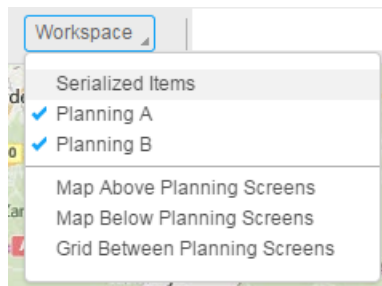 Workspace
Serialized Items
Planning A
Planning B
Map Above Planning Screens
Map Below Planning Screens
Grid Between Planning Screens